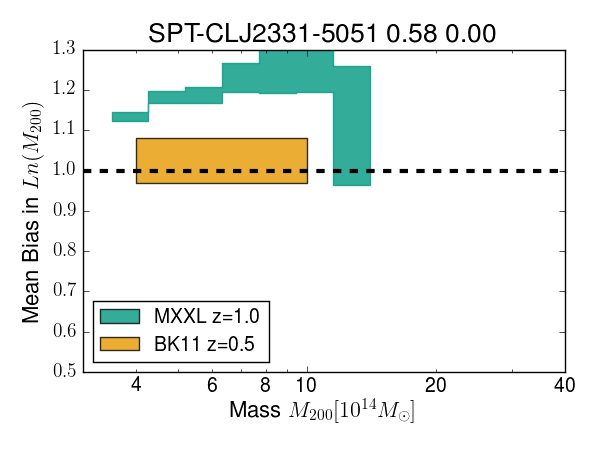 SPT-CLJ2331-5051 0.58 0.00
1.3
1.2
1.1
1.0
0.9
0.8
0.7
0.6
0.5
Mean Bias in Ln(M₂₀₀)
MXXL z=1.0
BK11 z=0.5
4 6 8 10 20 40
Mass M₂₀₀[10¹⁴M☉]